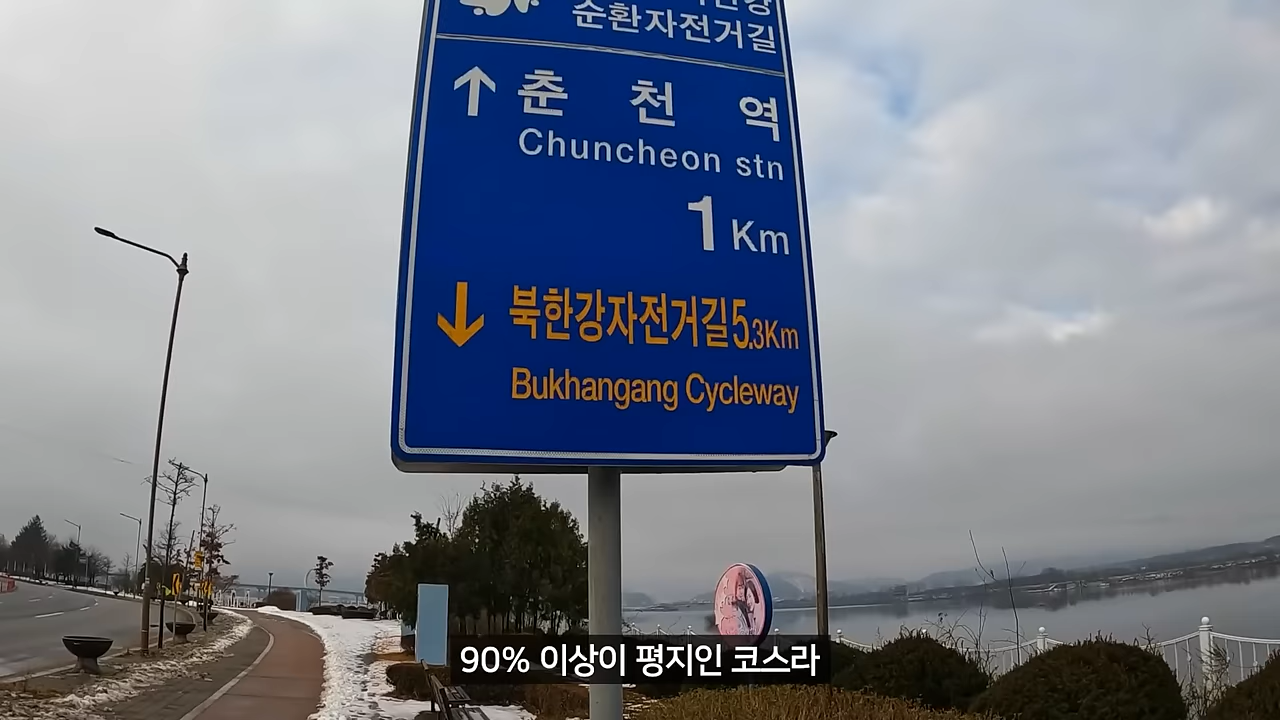 순환자전거길
↑ 춘 천 역
Chuncheon stn
1 Km
↓ 북한강자전거길 5.3Km
Bukhangang Cycleway
90% 이상이 평지인 코스라